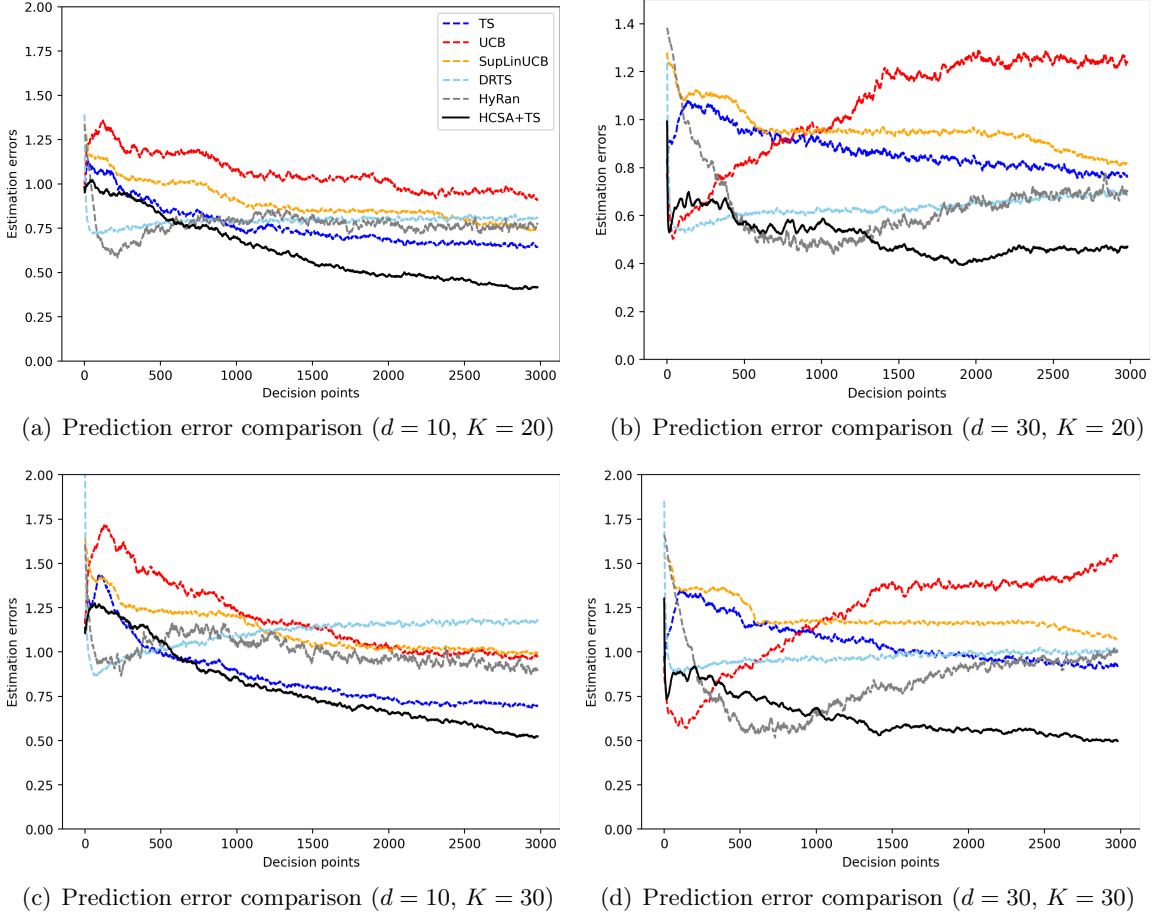 2.00
1.75
1.50
1.25
1.00
0.75
0.50
0.25
0.00
Estimation errors
0 500 1000 1500 2000 2500 3000
Decision points
TS
UCB
SupLinUCB
DRTS
HyRan
HCSA+TS
(a) Prediction error comparison (d = 10, K = 20)
1.4
1.2
1.0
0.8
0.6
0.4
0.2
0.0
Estimation errors
0 500 1000 1500 2000 2500 3000
Decision points
(b) Prediction error comparison (d = 30, K = 20)
2.00
1.75
1.50
1.25
1.00
0.75
0.50
0.25
0.00
Estimation errors
0 500 1000 1500 2000 2500 3000
Decision points
(c) Prediction error comparison (d = 10, K = 30)
2.00
1.75
1.50
1.25
1.00
0.75
0.50
0.25
0.00
Estimation errors
0 500 1000 1500 2000 2500 3000
Decision points
(d) Prediction error comparison (d = 30, K = 30)